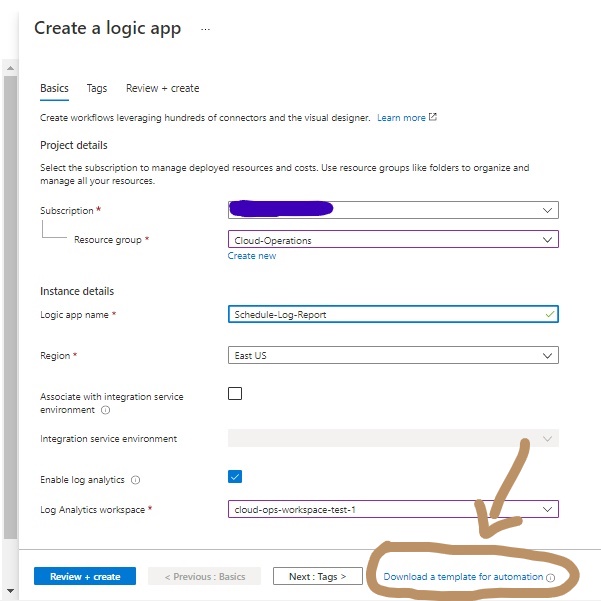 Create a logic app ...
Basics Tags Review + create
Create workflows leveraging hundreds of connectors and the visual designer. Learn more
Project details
Select the subscription to manage deployed resources and costs. Use resource groups like folders to organize and
manage all your resources.
Subscription *
Resource group * Cloud-Operations
Create new
Instance details
Logic app name * Schedule-Log-Report
Region * East US
Associate with integration service
environment
Integration service environment
Enable log analytics
Log Analytics workspace * cloud-ops-workspace-test-1
Review + create < Previous : Basics Next : Tags > Download a template for automation